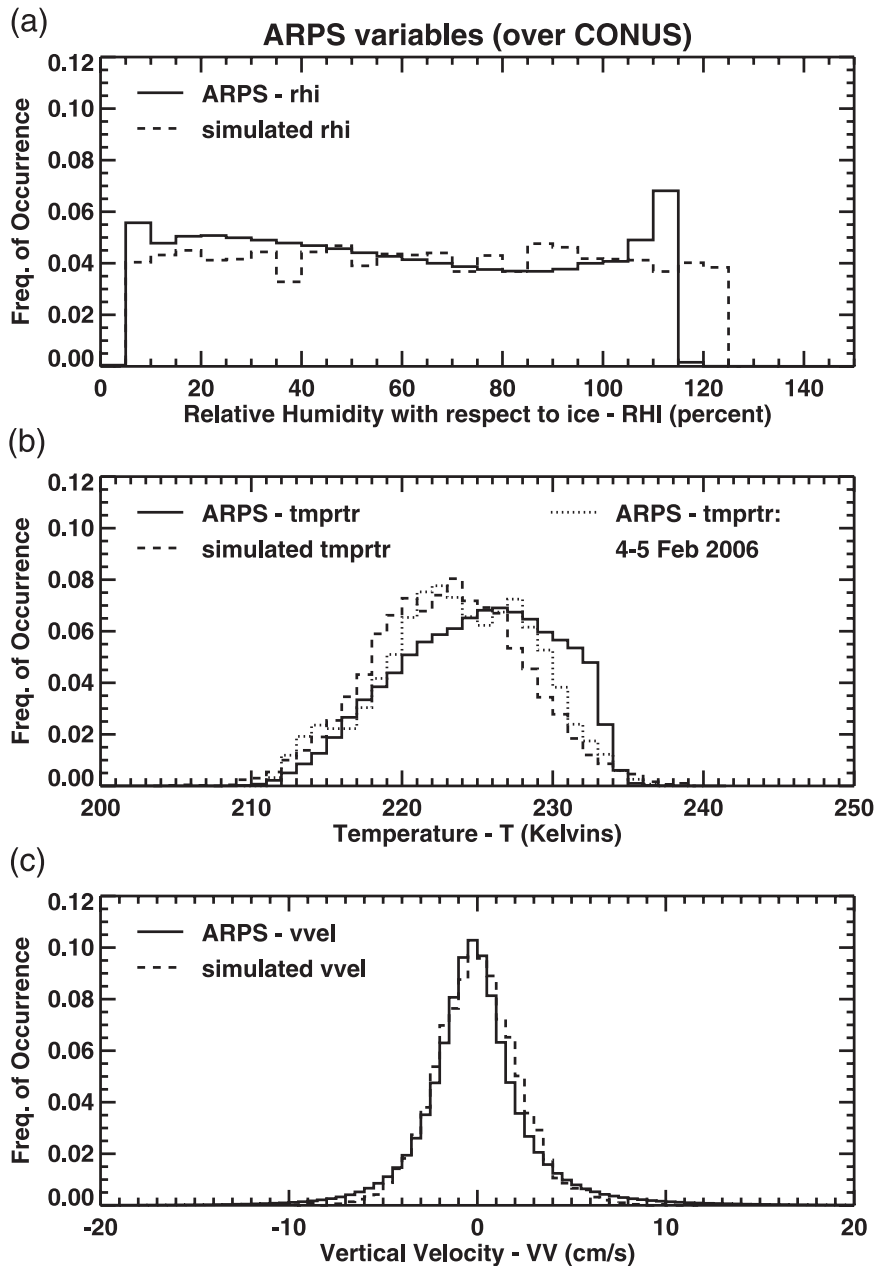 (a)
ARPS variables (over CONUS)
0.12
0.10
0.08
0.06
0.04
0.02
0.00
Freq. of Occurrence
ARPS - rhi
simulated rhi
0 20 40 60 80 100 120 140
Relative Humidity with respect to ice - RHI (percent)
(b)
0.12
0.10
0.08
0.06
0.04
0.02
0.00
Freq. of Occurrence
ARPS - tmprtr
simulated tmprtr
ARPS - tmprtr:
4-5 Feb 2006
200 210 220 230 240 250
Temperature - T (Kelvins)
(c)
0.12
0.10
0.08
0.06
0.04
0.02
0.00
Freq. of Occurrence
ARPS - vvel
simulated vvel
-20 -10 0 10 20
Vertical Velocity - VV (cm/s)